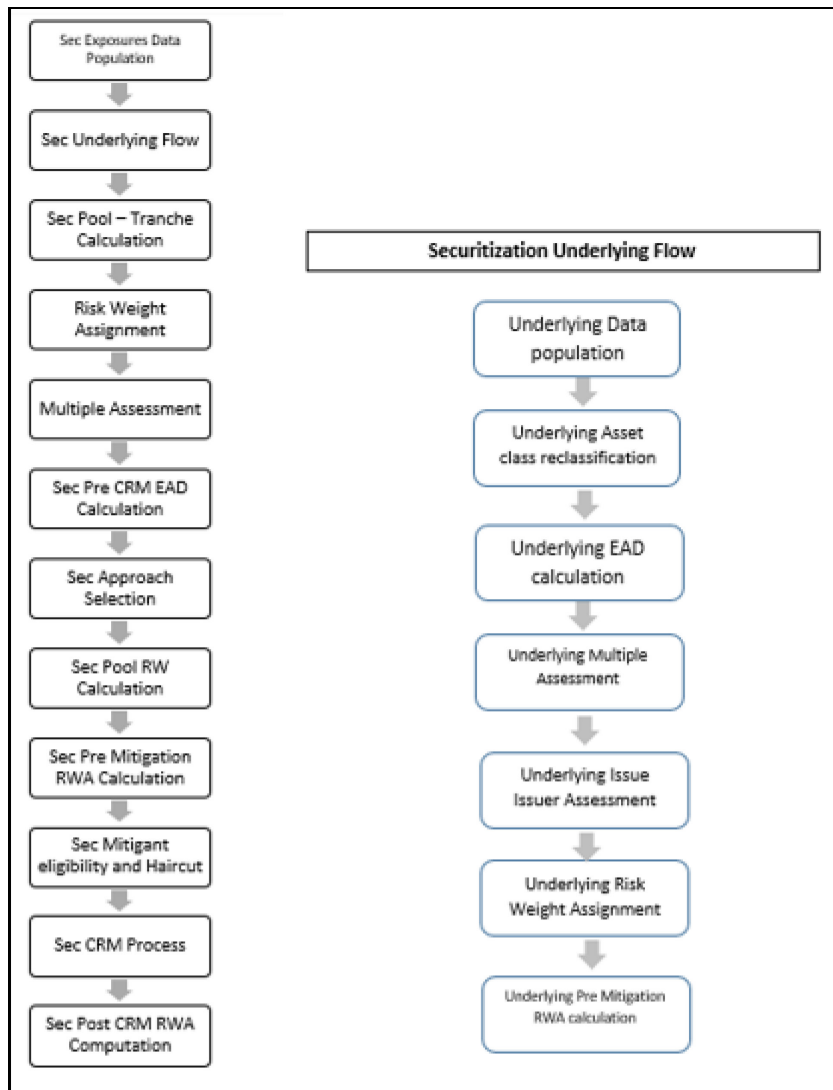 Sec Exposures Data
Population
Sec Underlying Flow
Sec Pool – Tranche
Calculation
Risk Weight
Assignment
Multiple Assessment
Sec Pre CRM EAD
Calculation
Sec Approach
Selection
Sec Pool RW
Calculation
Sec Pre Mitigation
RWA Calculation
Sec Mitigant
eligibility and Haircut
Sec CRM Process
Sec Post CRM RWA
Computation
Securitization Underlying Flow
Underlying Data
population
Underlying Asset
class reclassification
Underlying EAD
calculation
Underlying Multiple
Assessment
Underlying Issue
Issuer Assessment
Underlying Risk
Weight Assignment
Underlying Pre Mitigation
RWA calculation